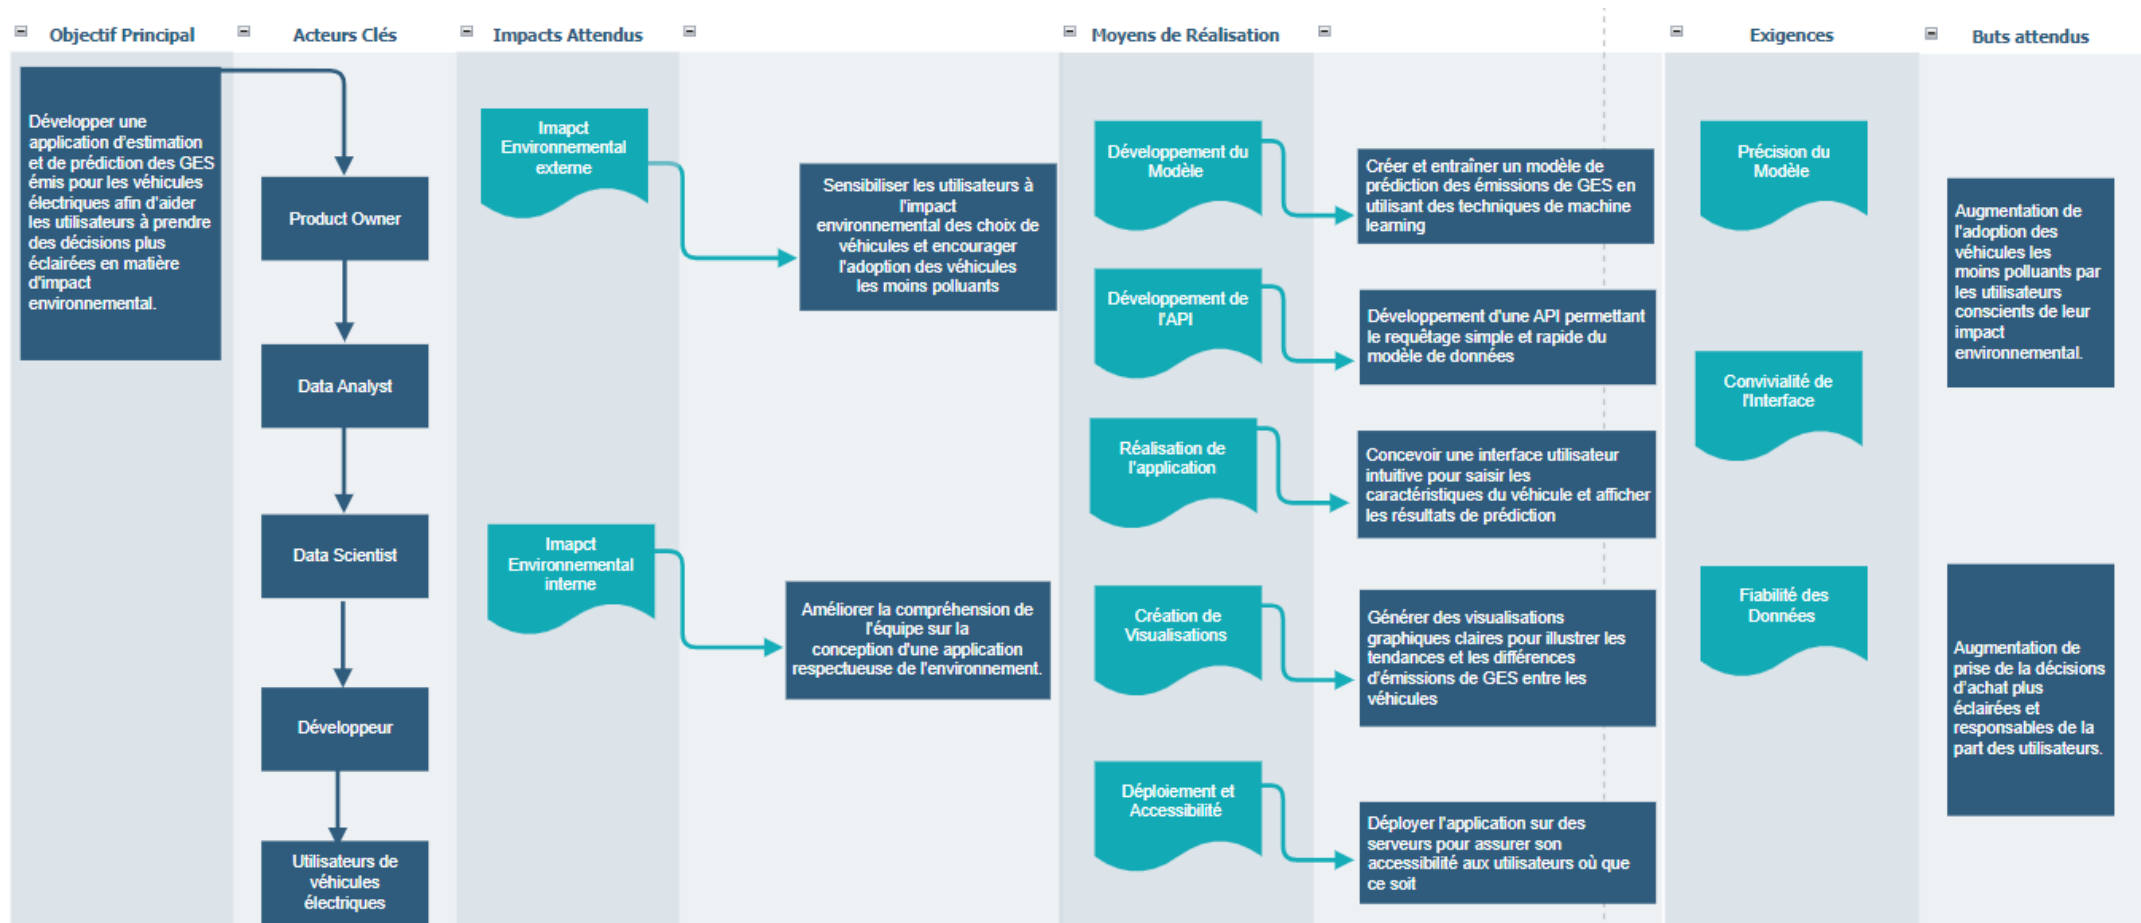 Objectif Principal
Acteurs Clés
Impacts Attendus
Moyens de Réalisation
Exigences
Buts attendus
Développer une
application d'estimation
et de prédiction des GES
émis pour les véhicules
électriques afin d'aider
les utilisateurs à prendre
des décisions plus
éclairées en matière
d'impact
environnemental.
Product Owner
Data Analyst
Data Scientist
Développeur
Utilisateurs de
véhicules
électriques
Imapct
Environnemental
externe
Sensibiliser les utilisateurs à
l'impact
environnemental des choix de
véhicules et encourager
l'adoption des véhicules
les moins polluants
Imapct
Environnemental
interne
Améliorer la compréhension de
l'équipe sur la
conception d'une application
respectueuse de l'environnement.
Développement du
Modèle
Créer et entraîner un modèle de
prédiction des émissions de GES en
utilisant des techniques de machine
learning
Développement de
l'API
Développement d'une API permettant
le requêtage simple et rapide du
modèle de données
Réalisation de
l'application
Concevoir une interface utilisateur
intuitive pour saisir les
caractéristiques du véhicule et afficher
les résultats de prédiction
Création de
Visualisations
Générer des visualisations
graphiques claires pour illustrer les
tendances et les différences
d'émissions de GES entre les
véhicules
Déploiement et
Accessibilité
Déployer l'application sur des
serveurs pour assurer son
accessibilité aux utilisateurs où que
ce soit
Précision du
Modèle
Convivialité de
l'Interface
Fiabilité des
Données
Augmentation de
l'adoption des
véhicules les
moins polluants par
les utilisateurs
conscients de leur
impact
environnemental.
Augmentation de
prise de la décisions
d'achat plus
éclairées et
responsables de la
part des utilisateurs.